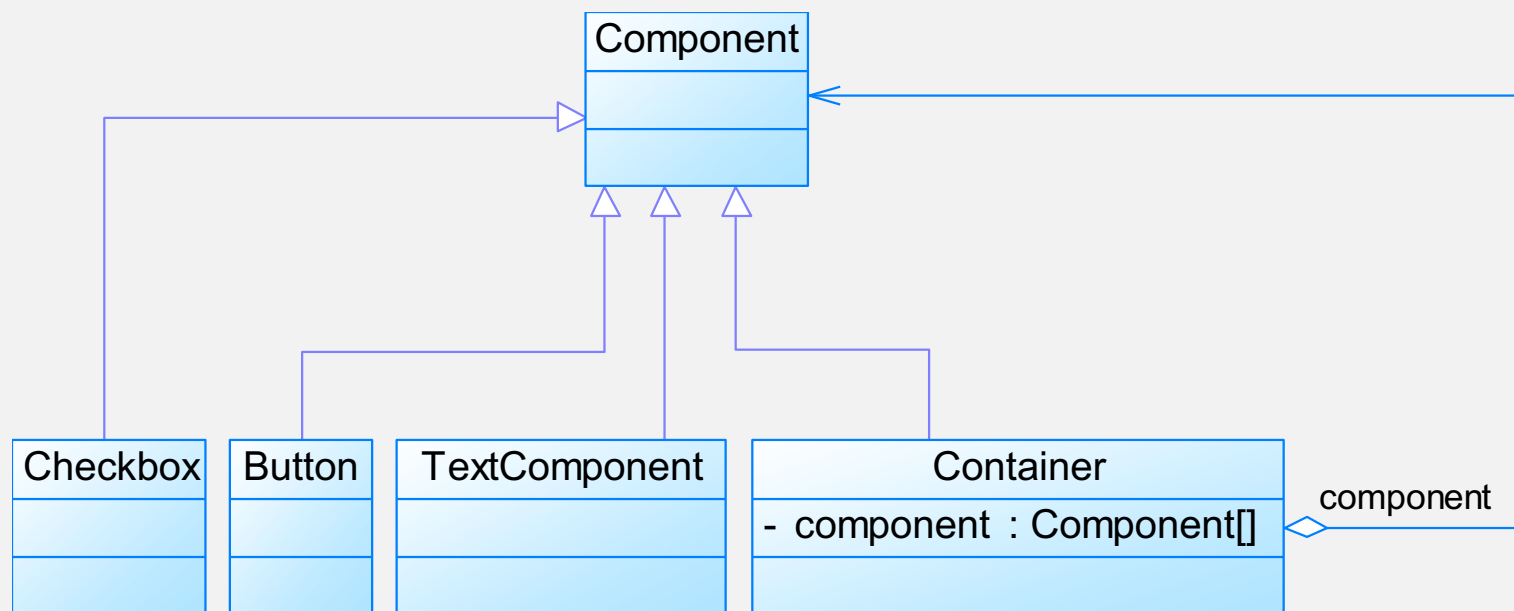 Component
Checkbox
Button
TextComponent
Container
- component : Component[]
component